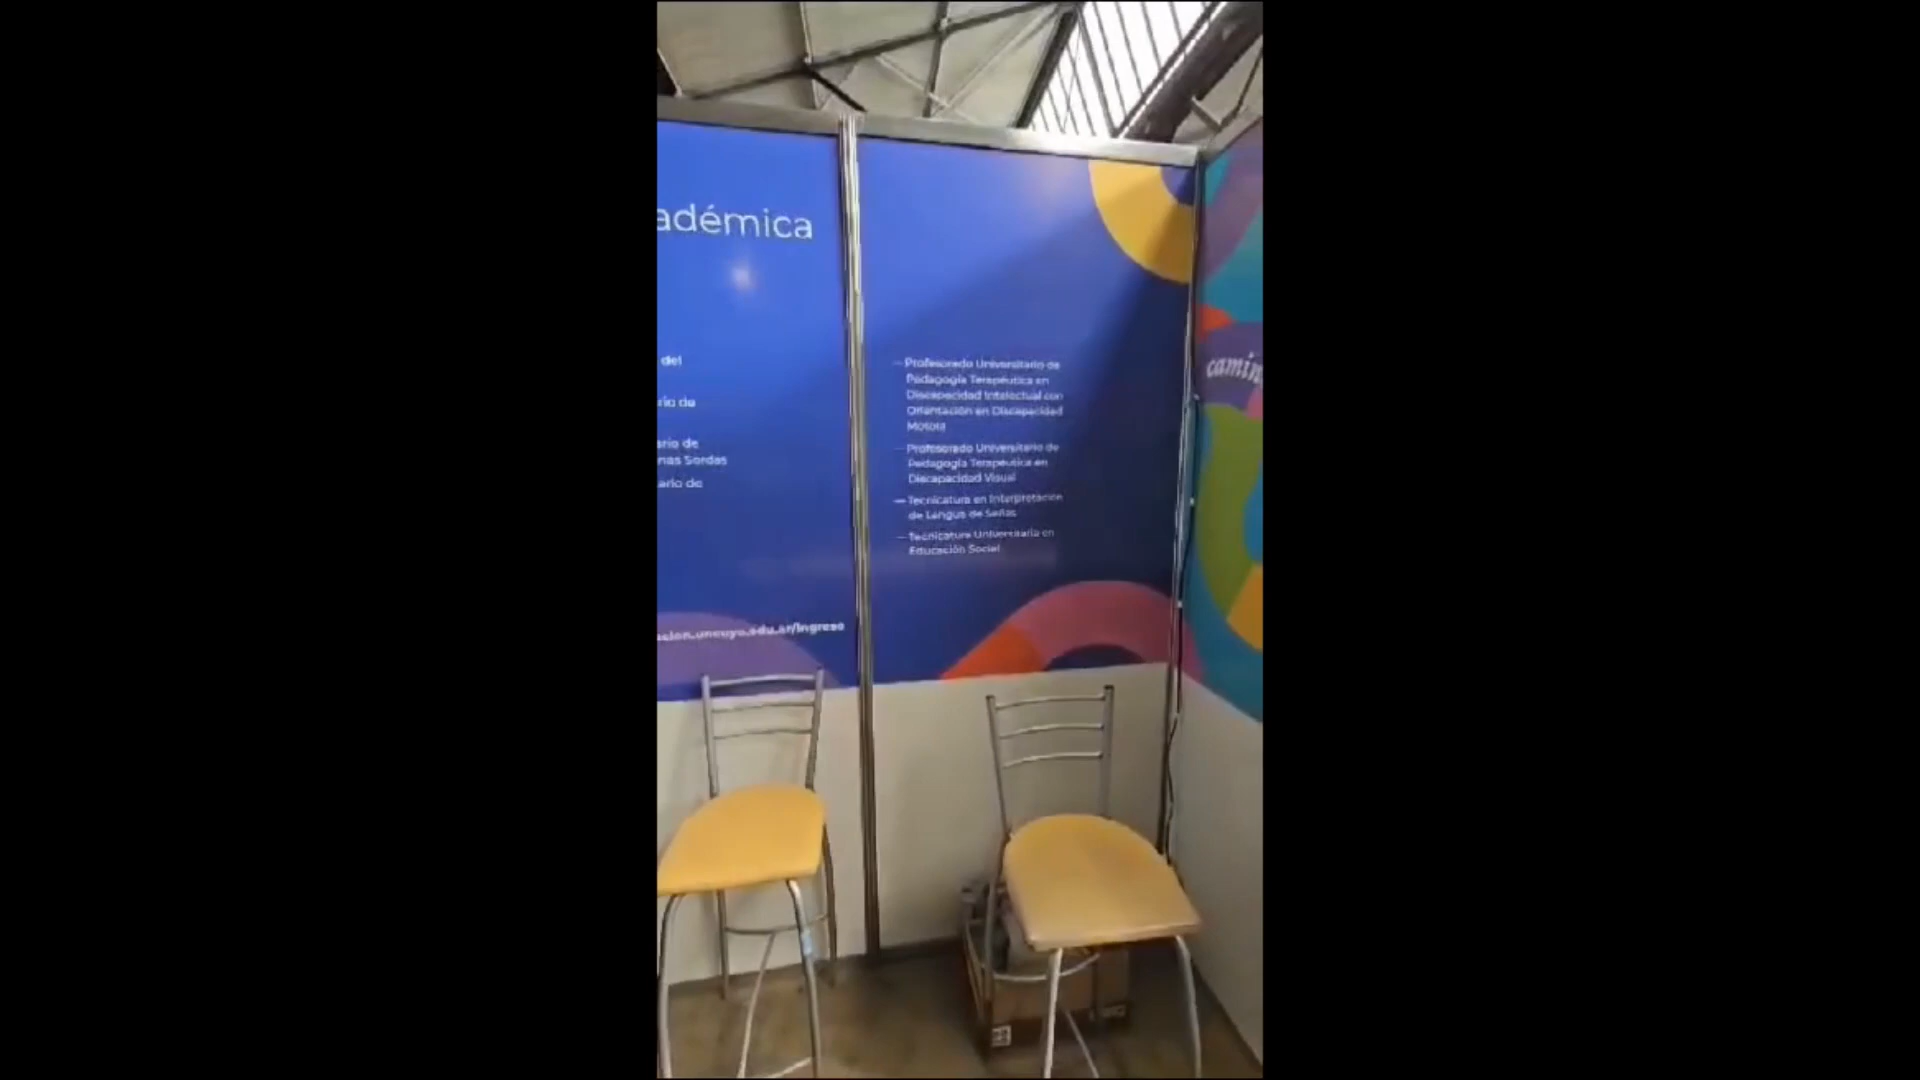 adémica
del
rio de
ario de
nas Sordas
ario de
acion.uncuyo.edu.ar/ingreso
— Profesorado Universitario de
Pedagogía Terapéutica en
Discapacidad Intelectual con
Orientación en Discapacidad
Motora
— Profesorado Universitario de
Pedagogía Terapéutica en
Discapacidad Visual
— Tecnicatura en Interpretación
de Lengua de Señas
— Tecnicatura Universitaria en
Educación Social
camin